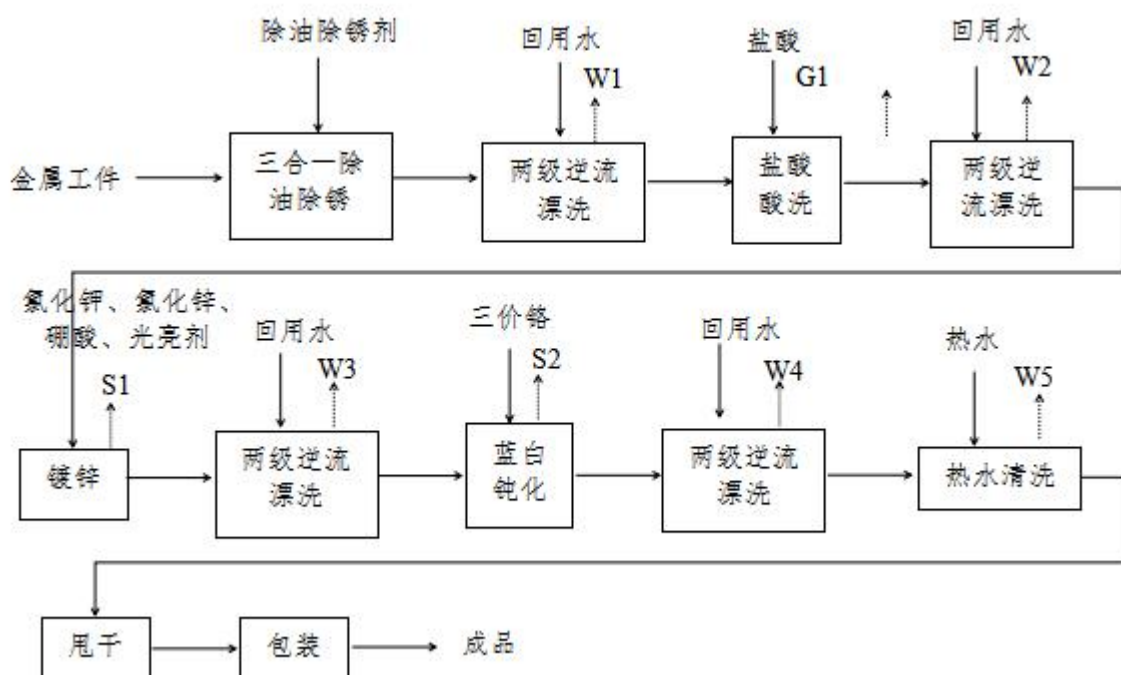 除油除锈剂
回用水
盐酸
回用水
W1
G1
W2
金属工件
三合一除
油除锈
两级逆流
漂洗
盐酸
酸洗
两级逆
流漂洗
氯化钾、氯化锌、
硼酸、光亮剂
回用水
三价铬
回用水
热水
S1
W3
S2
W4
W5
镀锌
两级逆流
漂洗
蓝白
钝化
两级逆流
漂洗
热水清洗
甩干
包装
成品